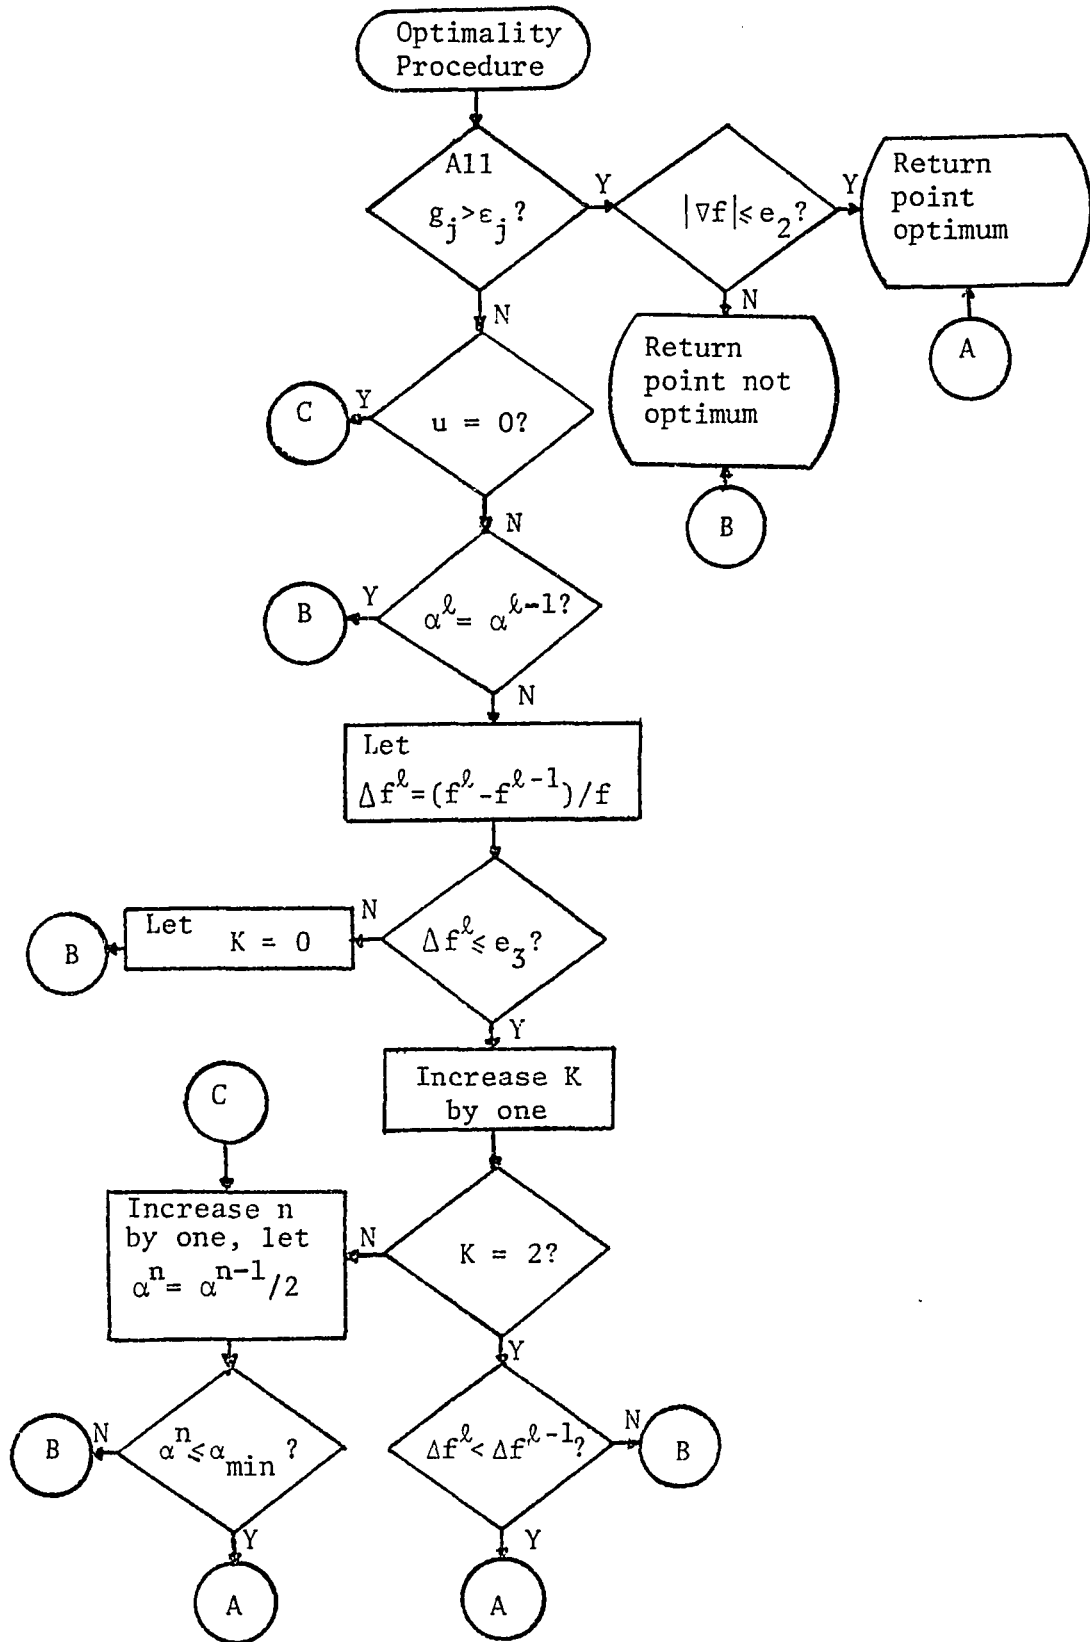 Optimality
Procedure
All
g_j>ε_j?
Y
|∇f|≤e_2?
Y
Return
point
optimum
N
N
A
Return
point not
optimum
C
Y
u = 0?
B
N
B
Y
α^ℓ= α^ℓ-1?
N
Let
Δf^ℓ=(f^ℓ-f^ℓ-1)/f
B
Let
K = 0
N
Δf^ℓ≤e_3?
Y
Increase K
by one
C
Increase n
by one, let
α^n= α^n-1/2
N
K = 2?
Y
B
N
α^n≤α_min ?
Δf^ℓ<Δf^ℓ-1?
N
B
Y
Y
A
A